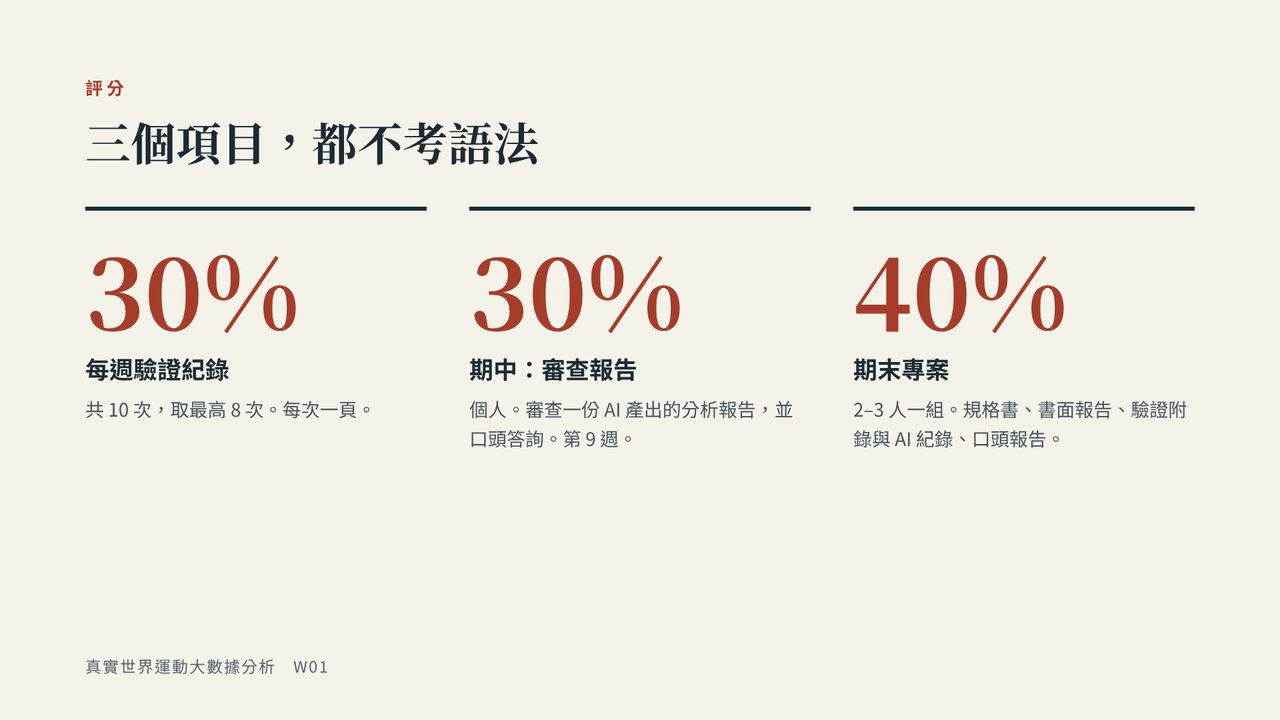 評分
三個項目，都不考語法
30%
每週驗證紀錄
共 10 次，取最高 8 次。每次一頁。
30%
期中：審查報告
個人。審查一份 AI 產出的分析報告，並
口頭答詢。第 9 週。
40%
期末專案
2–3 人一組。規格書、書面報告、驗證附
錄與 AI 紀錄、口頭報告。
真實世界運動大數據分析　W01